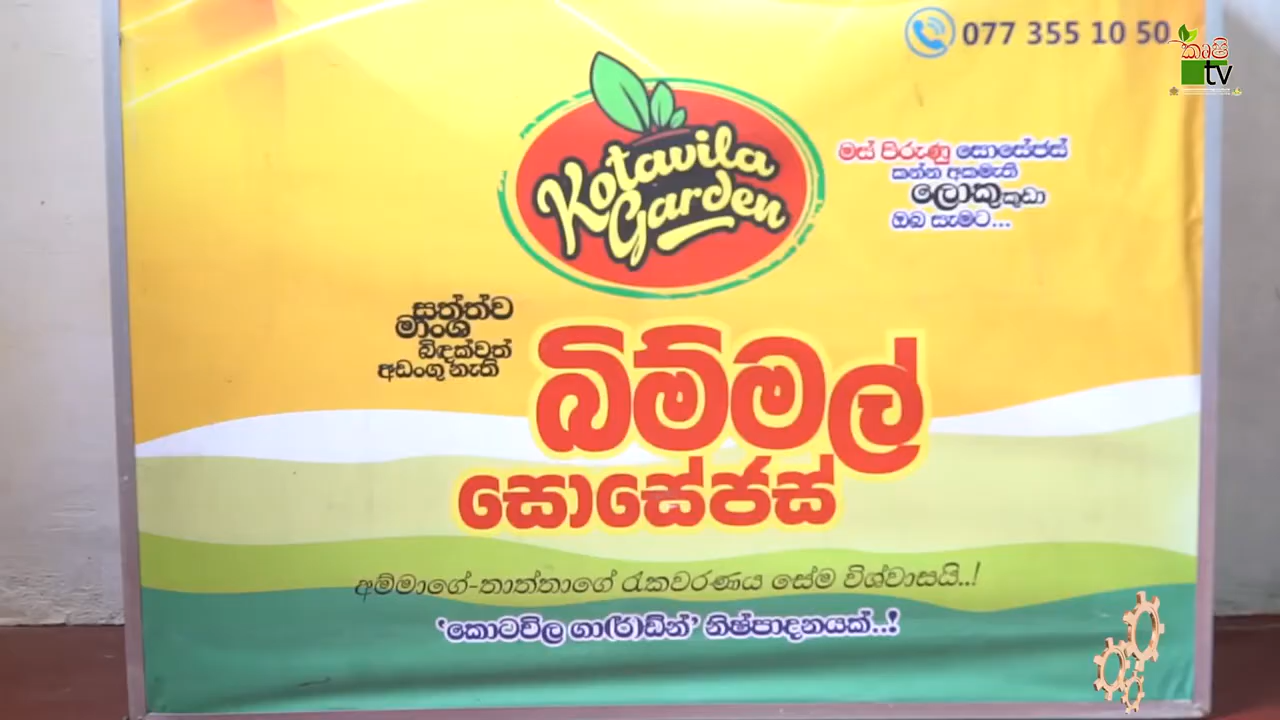 077 355 10 50
කෘෂි
tv
Kotavila
Garden
මස් පිරුණු සොසේජස්
කන්න අකමැති
ලොකු කුඩා
ඔබ සැමට...
සත්ත්ව
මාංශ
බිඳක්වත්
අඩංගු නැති
බිම්මල්
සොසේජස්
අම්මාගේ-තාත්තාගේ රැකවරණය සේම විශ්වාසයි..!
'කොටවිල ගා(ර්)ඩ්න්' නිෂ්පාදනයක්..!